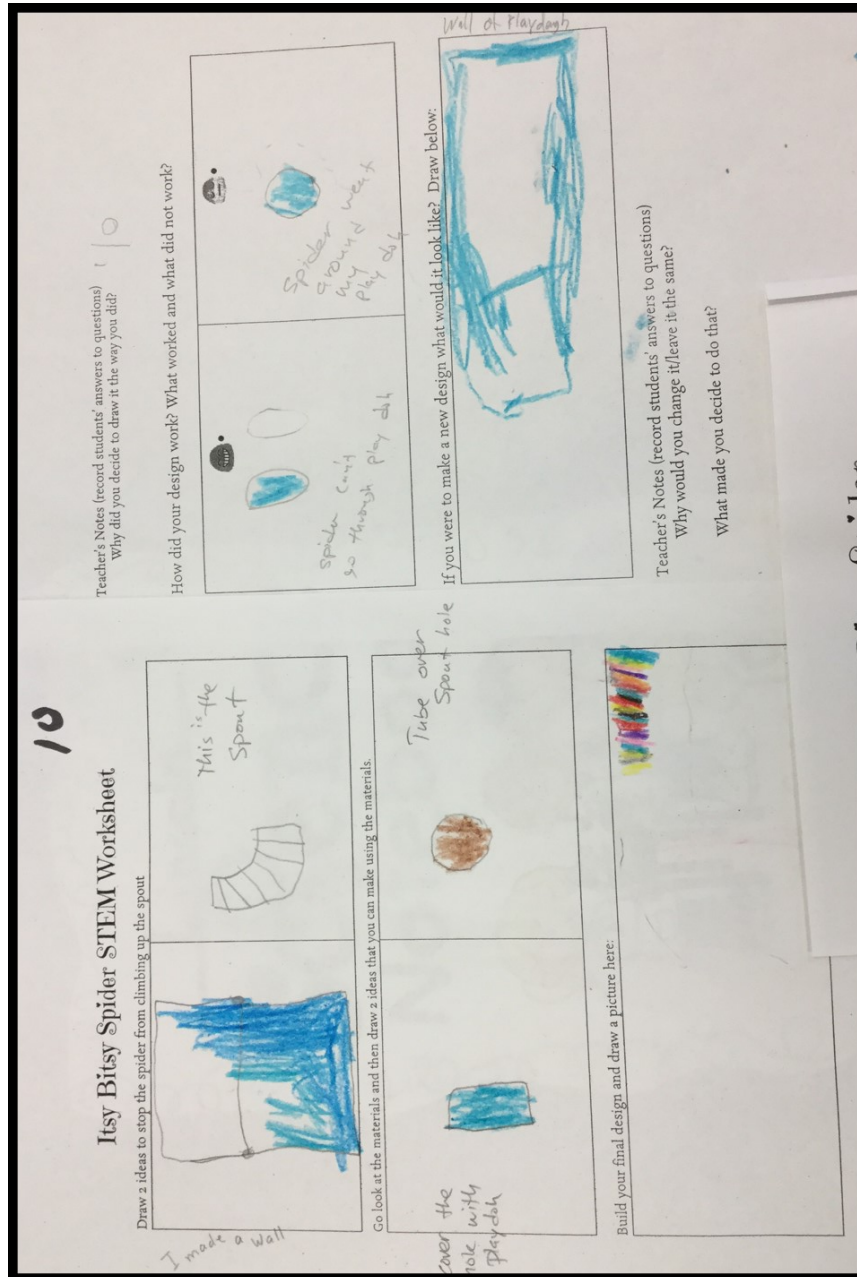 10
Itsy Bitsy Spider STEM Worksheet
Draw 2 ideas to stop the spider from climbing up the spout
I made a wall
This is the
Spout
Go look at the materials and then draw 2 ideas that you can make using the materials.
cover the
hole with
playdoh
Tube over
Spout hole
Build your final design and draw a picture here:
Teacher's Notes (record students' answers to questions)
Why did you decide to draw it the way you did?
10
How did your design work? What worked and what did not work?
spider can't
go through play doh
Spider went
around
my
play doh
If you were to make a new design what would it look like? Draw below:
Wall of Playdogh
Teacher's Notes (record students' answers to questions)
Why would you change it/leave it the same?
What made you decide to do that?